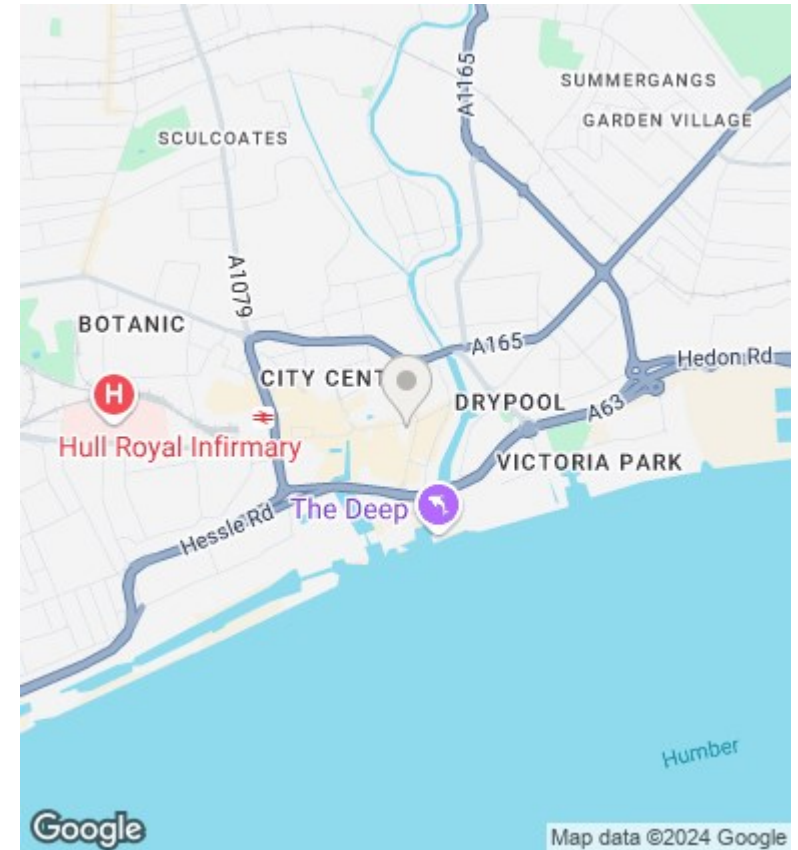 A1165
SUMMERGANGS
GARDEN VILLAGE
SCULCOATES
A1079
BOTANIC
A165
Hedon Rd
CITY CENT
DRYPOOL
A63
H
Hull Royal Infirmary
VICTORIA PARK
The Deep
Hessle Rd
Humber
Google
Map data ©2024 Google